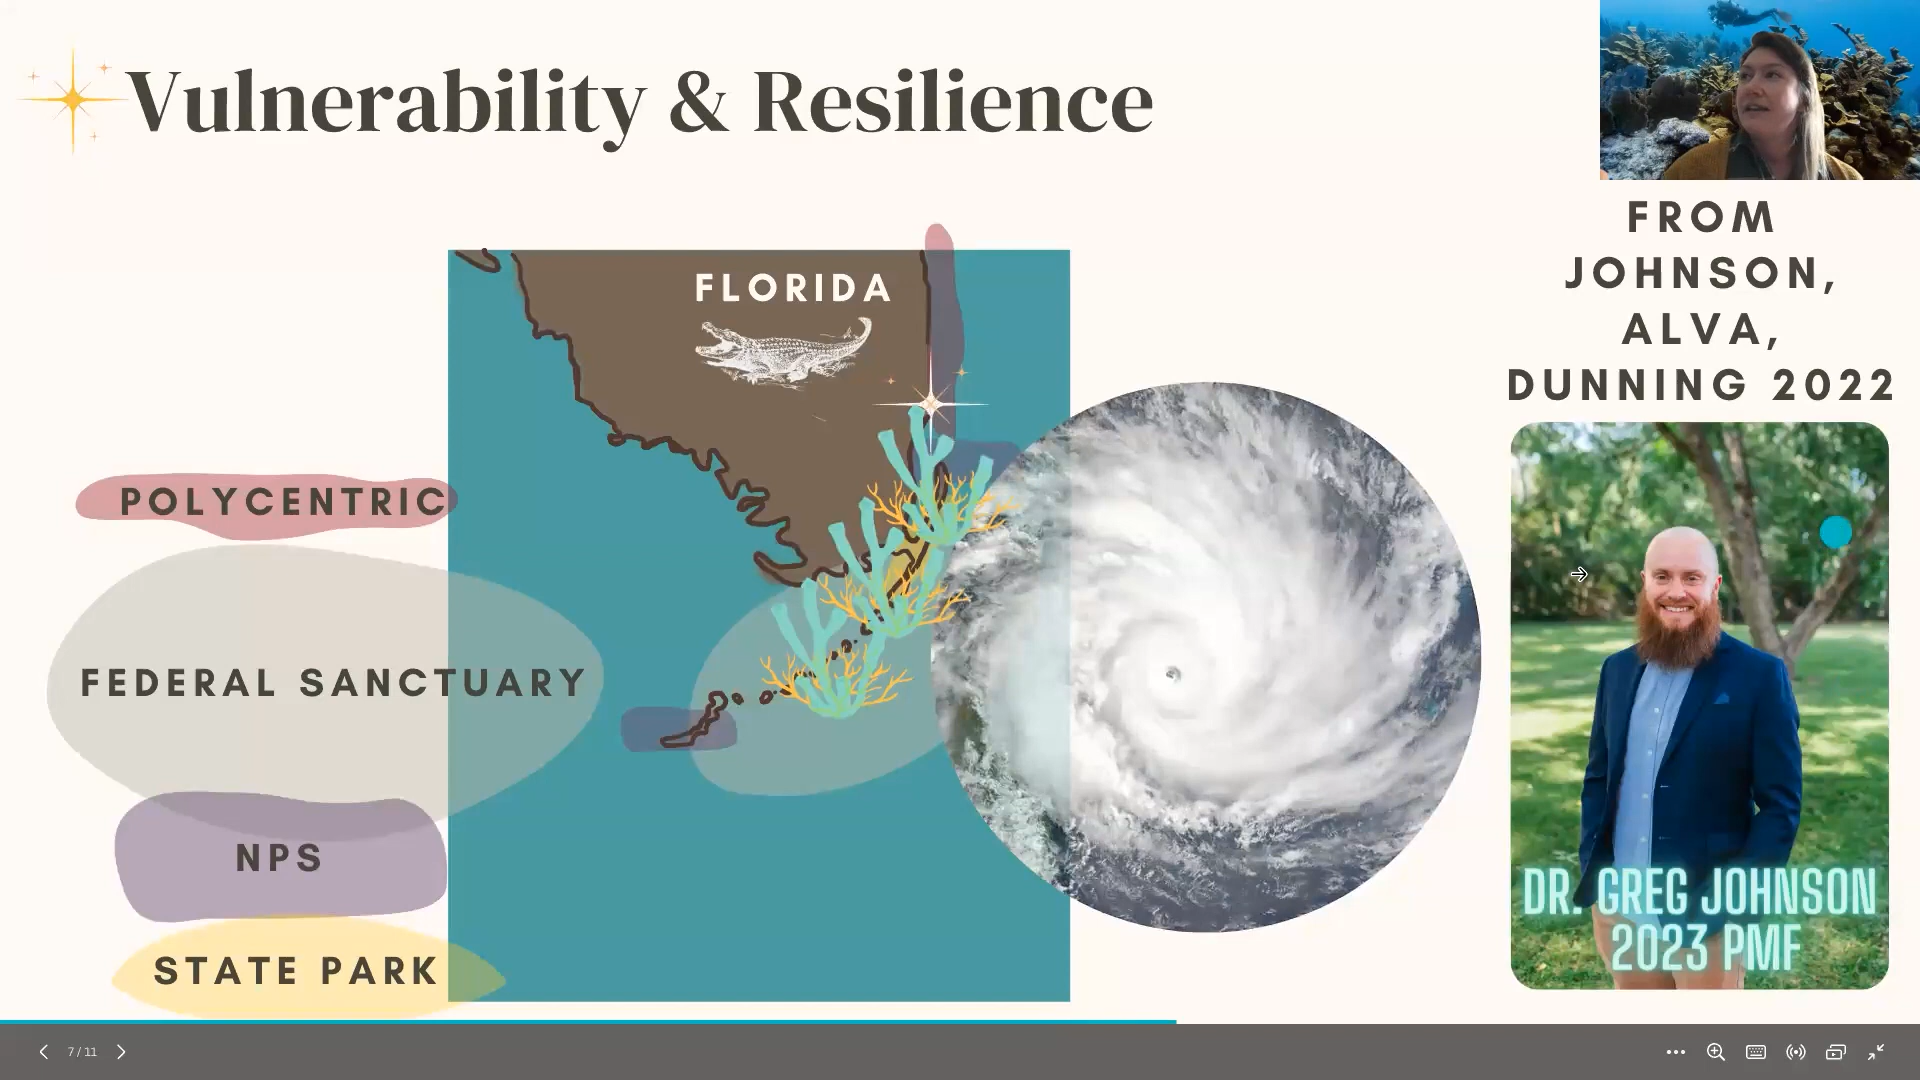 Vulnerability & Resilience
FROM
JOHNSON,
ALVA,
DUNNING 2022
FLORIDA
POLYCENTRIC
FEDERAL SANCTUARY
NPS
STATE PARK
DR. GREG JOHNSON
2023 PMF
7 / 11